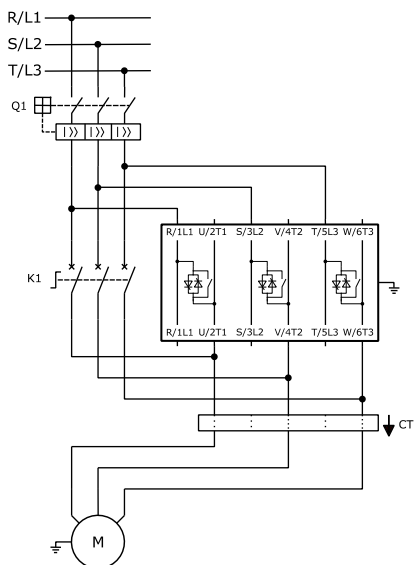 R/L1
S/L2
T/L3
Q1
I>> I>> I>>
R/1L1 U/2T1 S/3L2 V/4T2 T/5L3 W/6T3
K1
R/1L1 U/2T1 S/3L2 V/4T2 T/5L3 W/6T3
CT
M